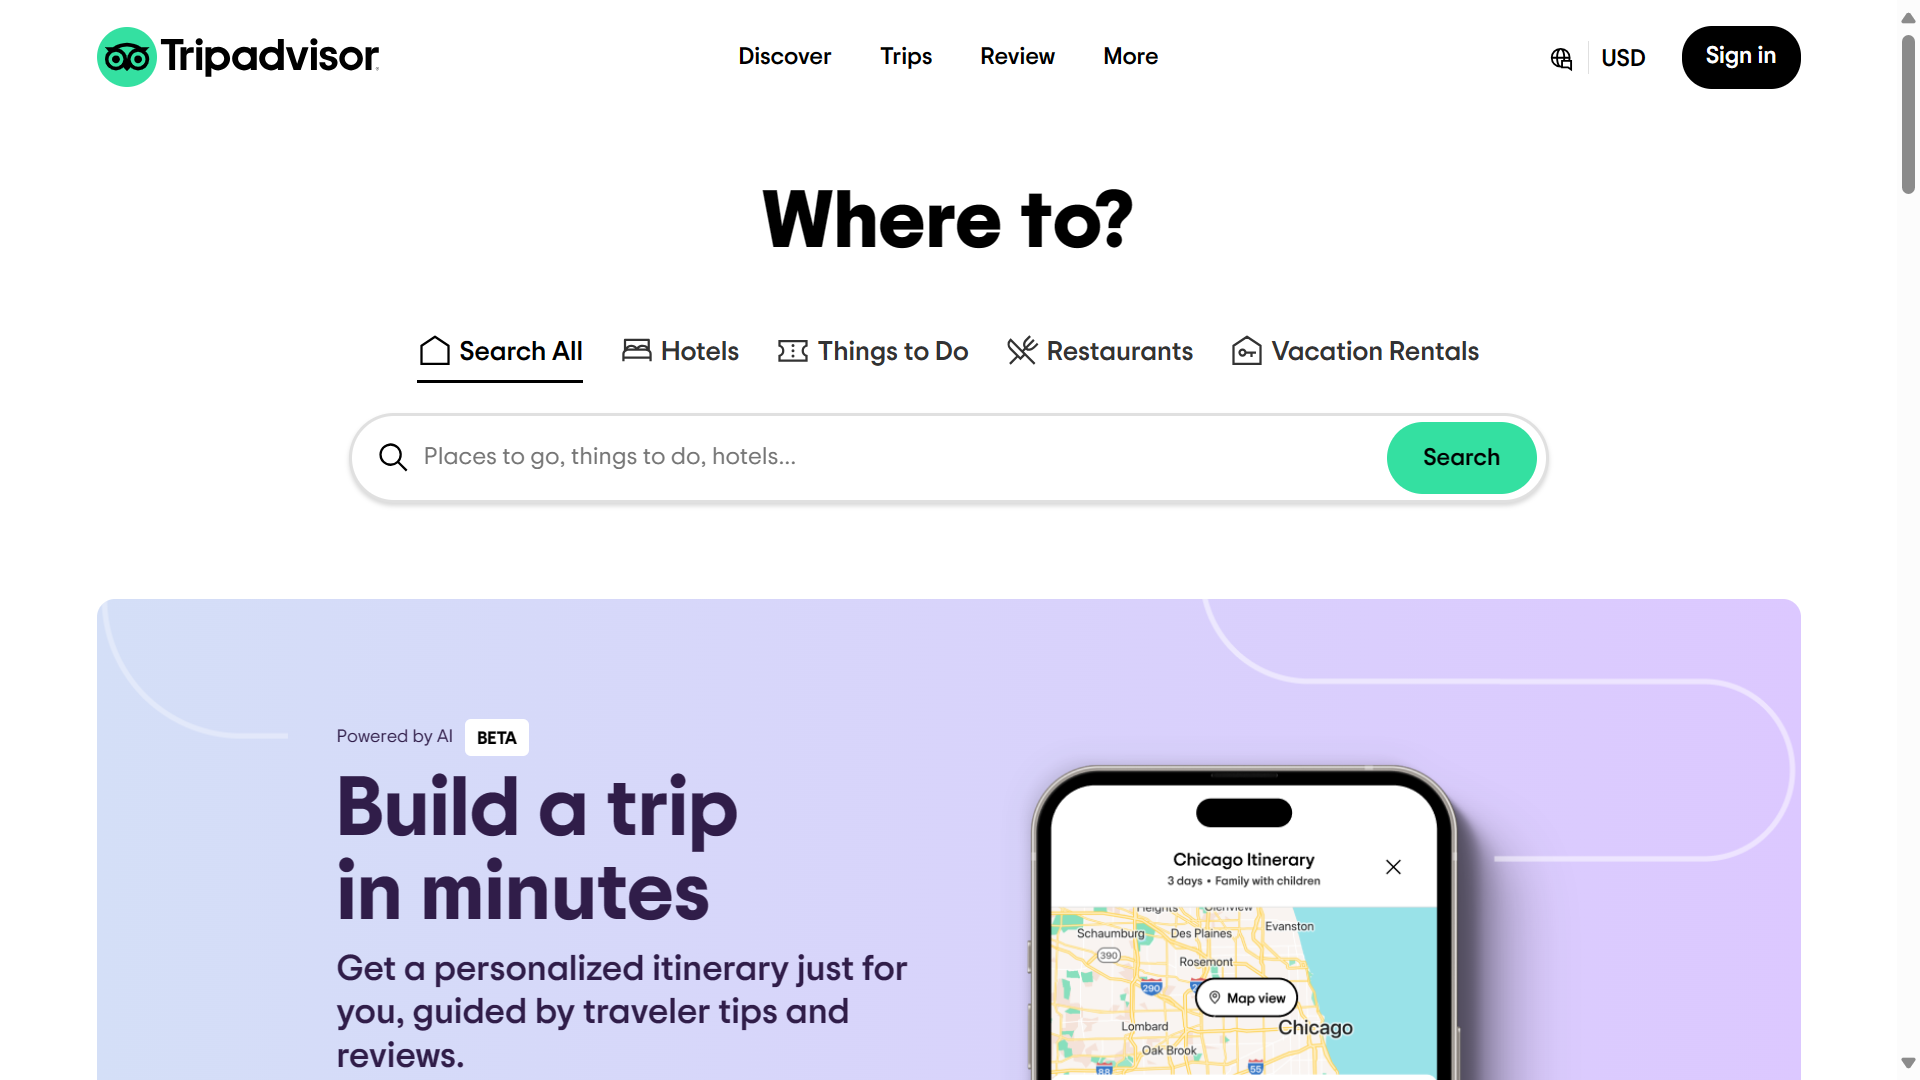 Tripadvisor
Discover
Trips
Review
More
USD
Sign in
Where to?
Search All
Hotels
Things to Do
Restaurants
Vacation Rentals
Places to go, things to do, hotels...
Search
Powered by AI
BETA
Build a trip
in minutes
Get a personalized itinerary just for
you, guided by traveler tips and
reviews.
Chicago Itinerary
3 days • Family with children
Heights
Glenview
Evanston
Schaumburg
Des Plaines
390
Rosemont
290
Map view
Lombard
Chicago
Oak Brook
88
55